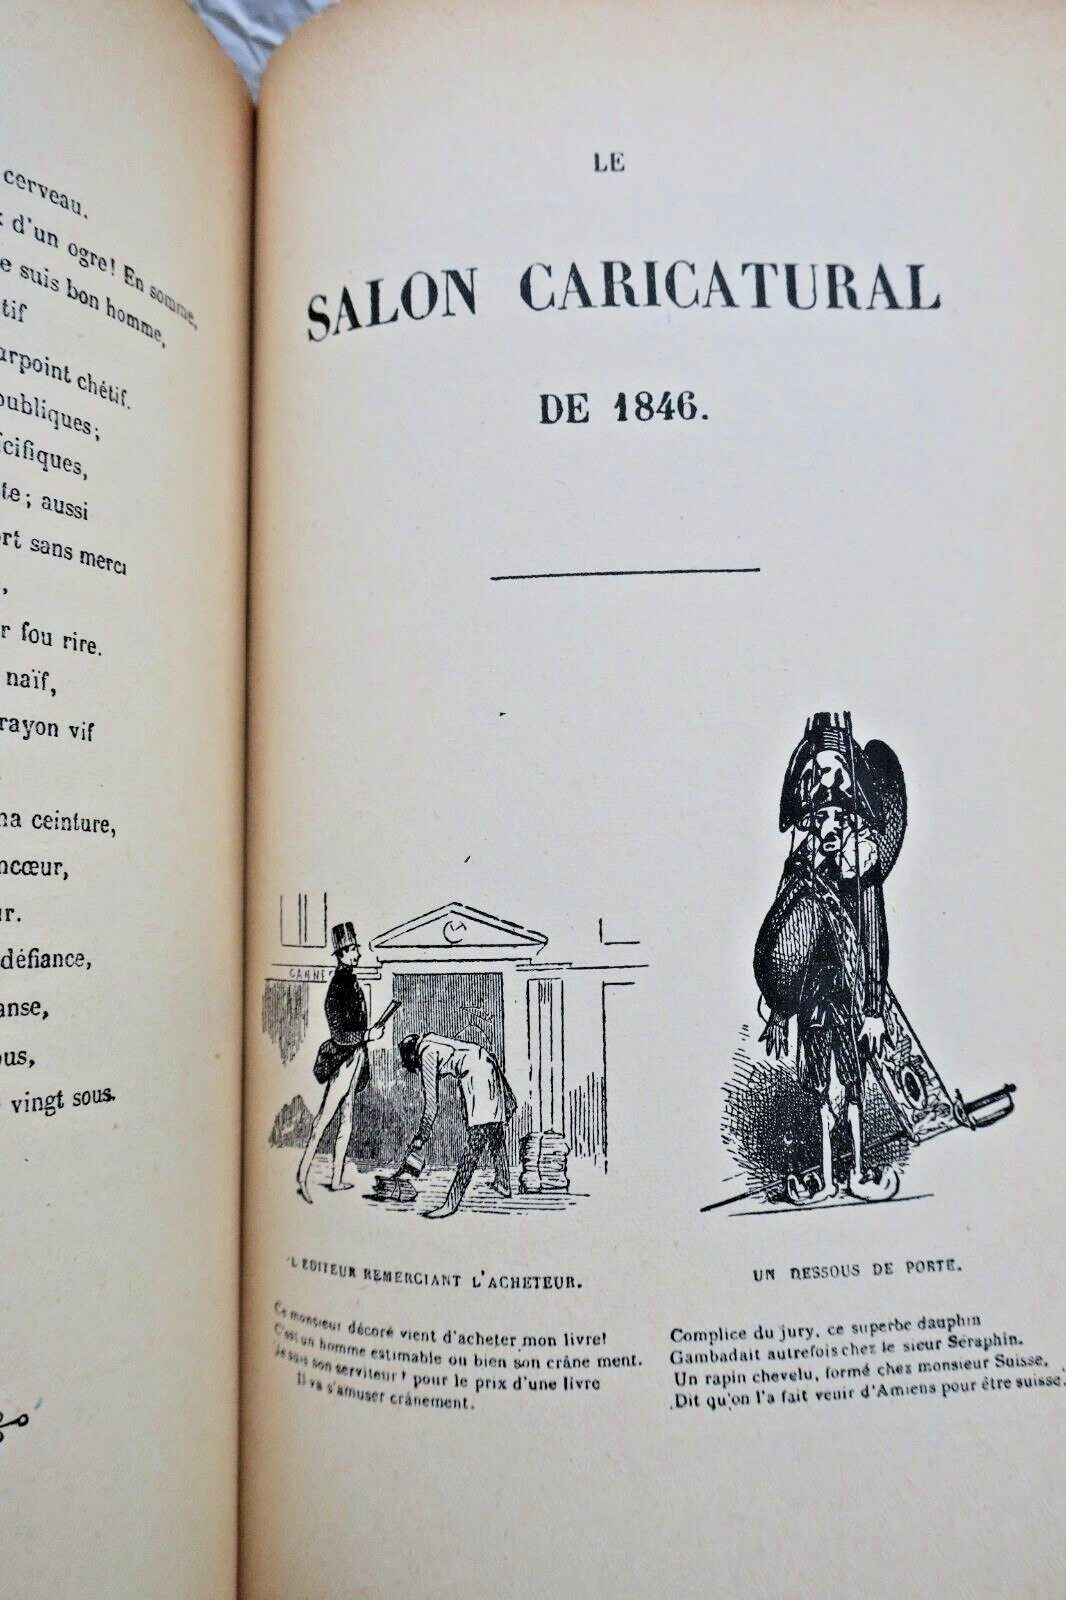 cerveau.
d'un ogre! En somme,
e suis bon homme,
tif
urpoint chétif.
publiques;
cifiques,
te; aussi
rt sans merci
,
r fou rire.
naïf,
rayon vif
na ceinture,
ncœur,
ur.
défiance,
anse,
ous,
vingt sous.
LE
SALON CARICATURAL
DE 1846.
CANNE
L'ÉDITEUR REMERCIANT L'ACHETEUR.
Ce monsieur décoré vient d'acheter mon livre!
C'est un homme estimable ou bien son crâne ment.
Je suis son serviteur! pour le prix d'une livre
Il va s'amuser crânement.
UN DESSOUS DE PORTE.
Complice du jury, ce superbe dauphin
Gambadait autrefois chez le sieur Séraphin.
Un rapin chevelu, formé chez monsieur Suisse,
Dit qu'on l'a fait venir d'Amiens pour être suisse.